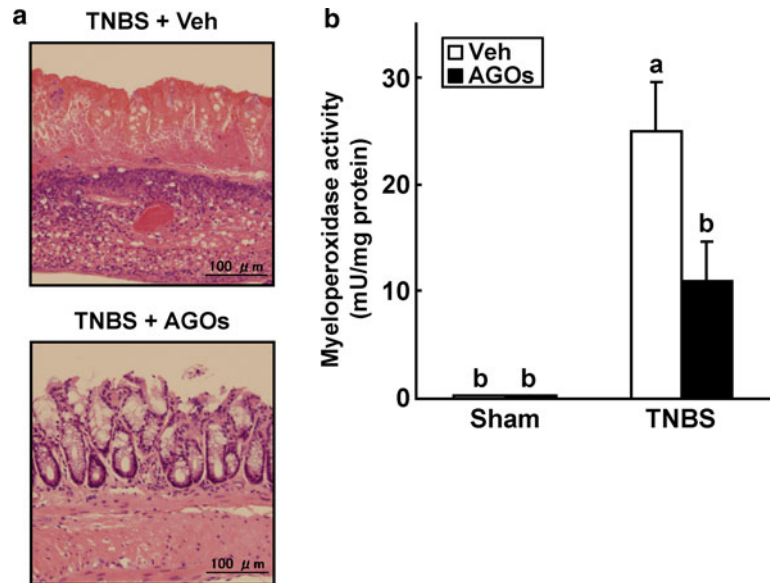 a
TNBS + Veh
100 μm
TNBS + AGOs
100 μm
b
Myeloperoxidase activity
(mU/mg protein)
30
20
10
0
Veh
AGOs
a
b
b b
Sham TNBS